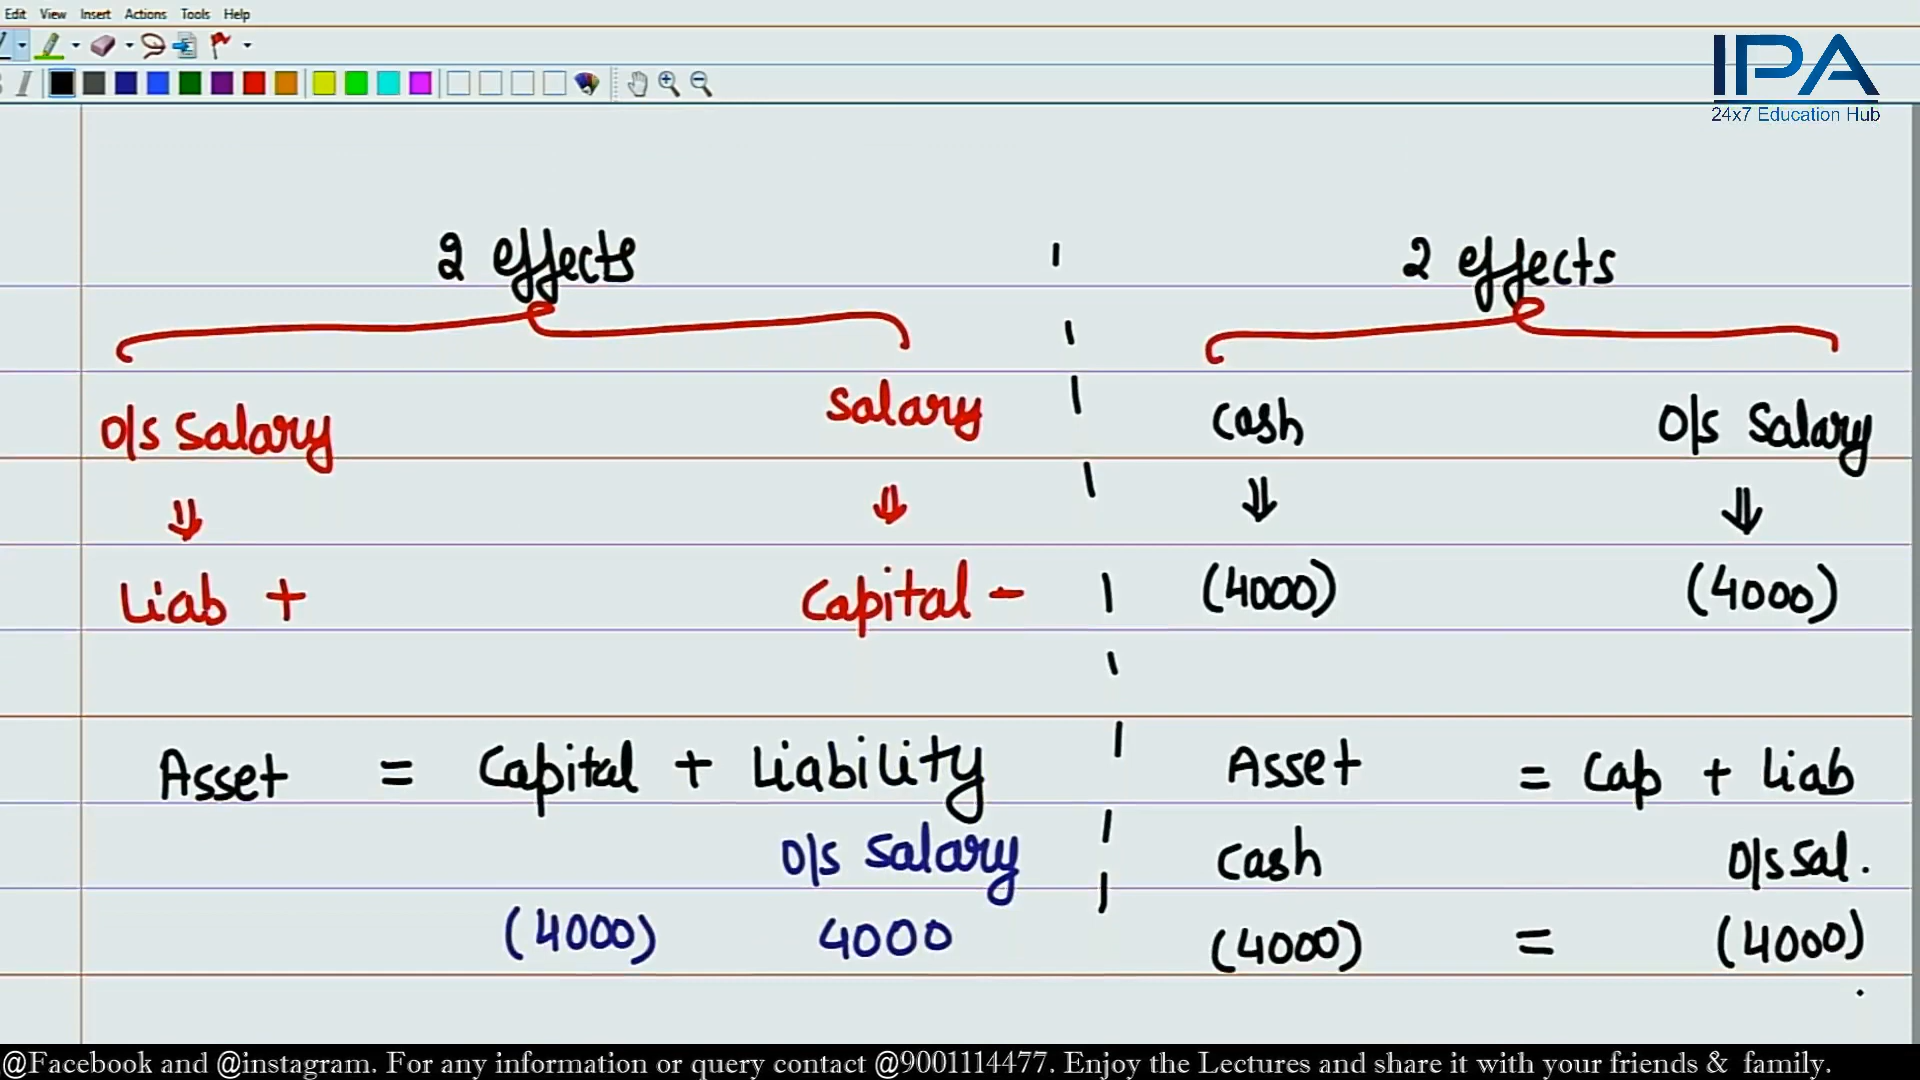 Edit View Insert Actions Tools Help
IPA
24x7 Education Hub
2 effects
O/s Salary Salary
⇓ ⇓
Liab + Capital -
Asset = Capital + Liability
O/s Salary
(4000) 4000
2 effects
Cash O/s Salary
⇓ ⇓
(4000) (4000)
Asset = Cap + Liab
Cash O/s Sal.
(4000) = (4000)
@Facebook and @instagram. For any information or query contact @9001114477. Enjoy the Lectures and share it with your friends & family.